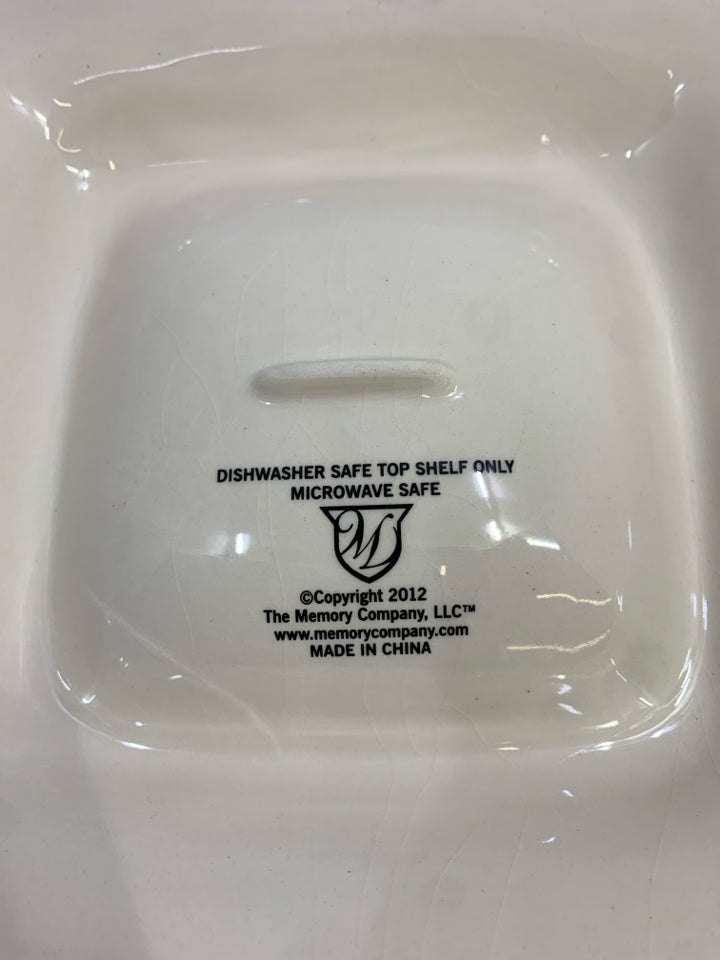 DISHWASHER SAFE TOP SHELF ONLY
MICROWAVE SAFE
M
©Copyright 2012
The Memory Company, LLC™
www.memorycompany.com
MADE IN CHINA